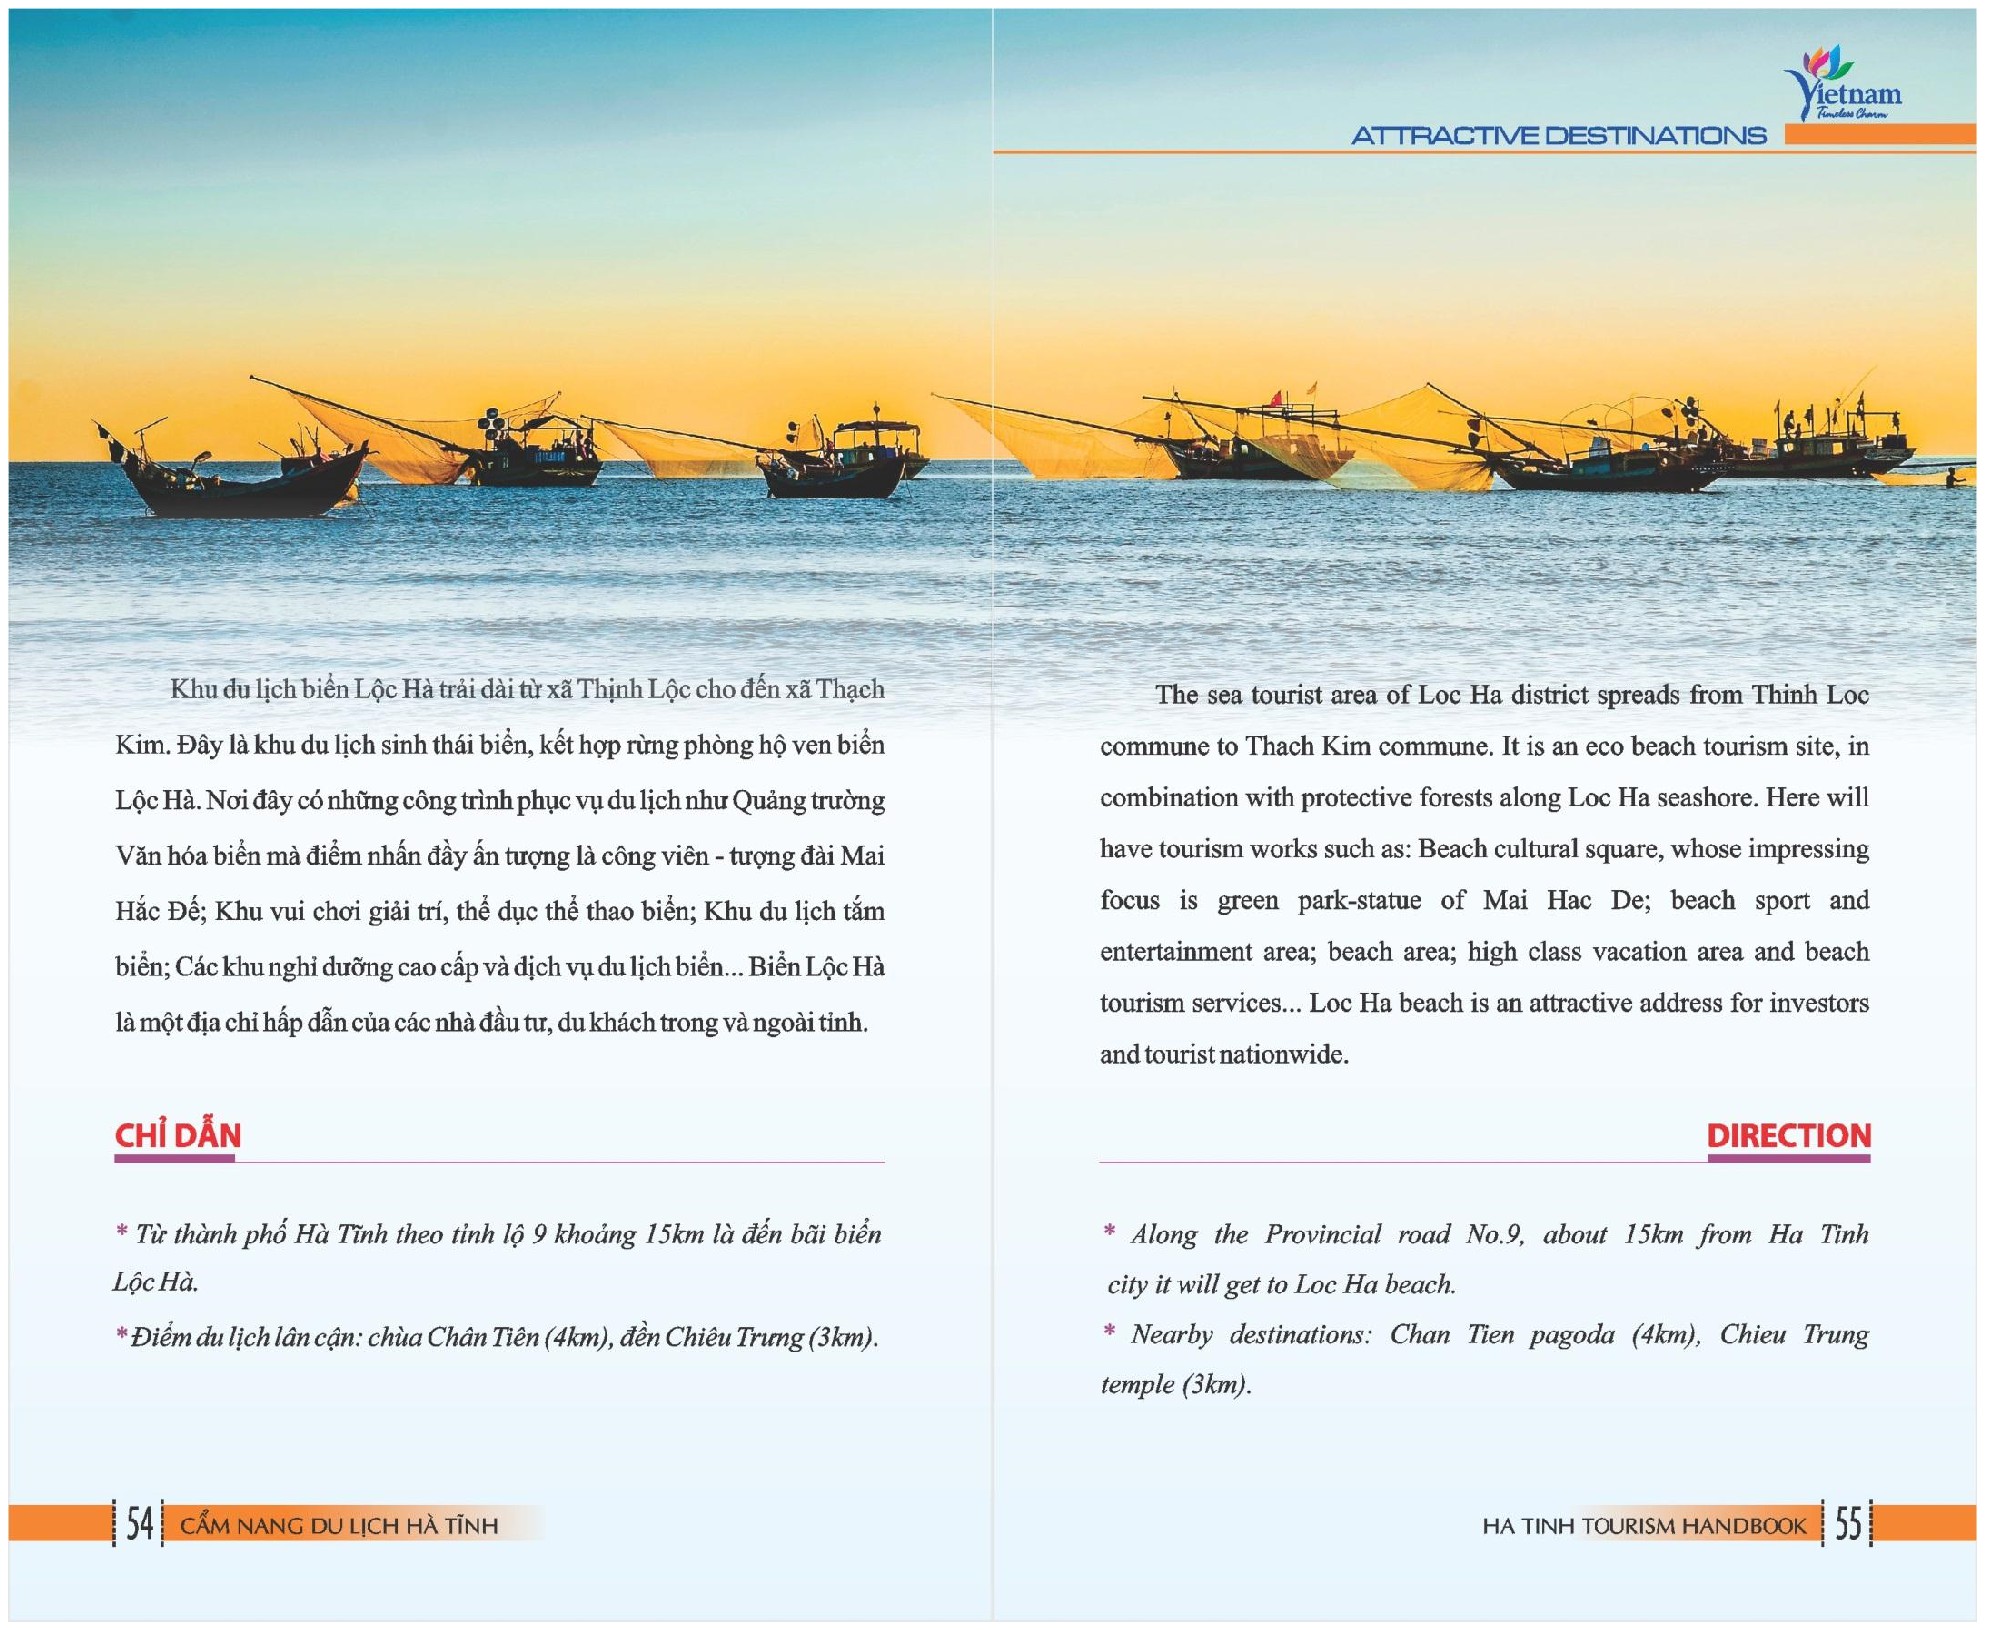 Vietnam
Timeless Charm
ATTRACTIVE DESTINATIONS
Khu du lịch biển Lộc Hà trải dài từ xã Thịnh Lộc cho đến xã Thạch
Kim. Đây là khu du lịch sinh thái biển, kết hợp rừng phòng hộ ven biển
Lộc Hà. Nơi đây có những công trình phục vụ du lịch như Quảng trường
Văn hóa biển mà điểm nhấn đầy ấn tượng là công viên - tượng đài Mai
Hắc Đế; Khu vui chơi giải trí, thể dục thể thao biển; Khu du lịch tắm
biển; Các khu nghỉ dưỡng cao cấp và dịch vụ du lịch biển... Biển Lộc Hà
là một địa chỉ hấp dẫn của các nhà đầu tư, du khách trong và ngoài tỉnh.
CHỈ DẪN
* Từ thành phố Hà Tĩnh theo tỉnh lộ 9 khoảng 15km là đến bãi biển
Lộc Hà.
* Điểm du lịch lân cận: chùa Chân Tiên (4km), đền Chiêu Trưng (3km).
54 CẨM NANG DU LỊCH HÀ TĨNH
The sea tourist area of Loc Ha district spreads from Thinh Loc
commune to Thach Kim commune. It is an eco beach tourism site, in
combination with protective forests along Loc Ha seashore. Here will
have tourism works such as: Beach cultural square, whose impressing
focus is green park-statue of Mai Hac De; beach sport and
entertainment area; beach area; high class vacation area and beach
tourism services... Loc Ha beach is an attractive address for investors
and tourist nationwide.
DIRECTION
* Along the Provincial road No.9, about 15km from Ha Tinh
city it will get to Loc Ha beach.
* Nearby destinations: Chan Tien pagoda (4km), Chieu Trung
temple (3km).
HA TINH TOURISM HANDBOOK 55